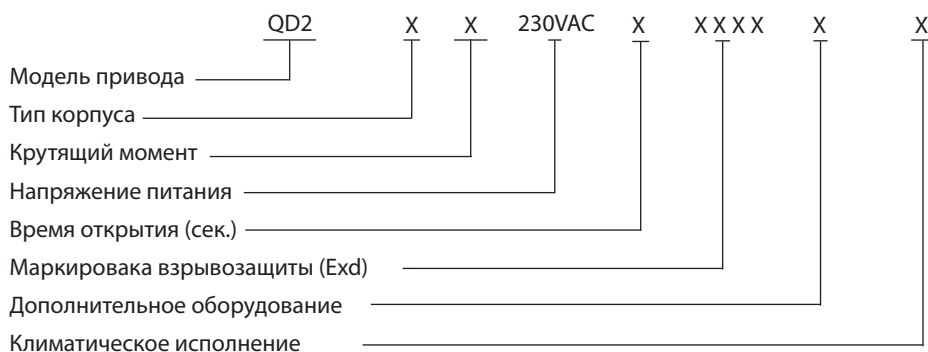 QD2 X X 230VAC X X X X X X X
Модель привода
Тип корпуса
Крутящий момент
Напряжение питания
Время открытия (сек.)
Маркировака взрывозащиты (Exd)
Дополнительное оборудование
Климатическое исполнение